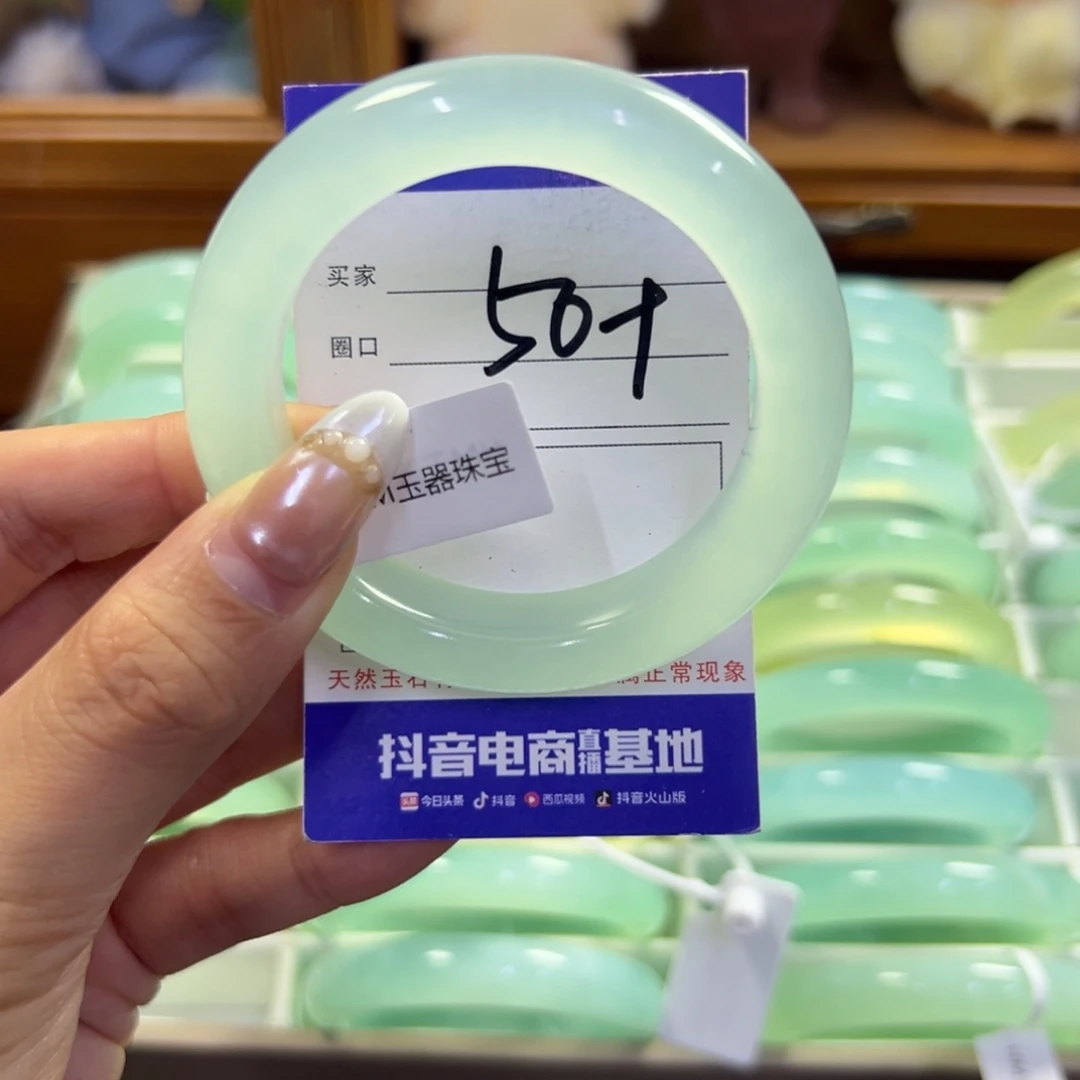 买家
50+
圈口
玉器珠宝
天然玉石
正常现象
抖音电商直播基地
头条 今日头条 抖音 西瓜视频 抖音火山版